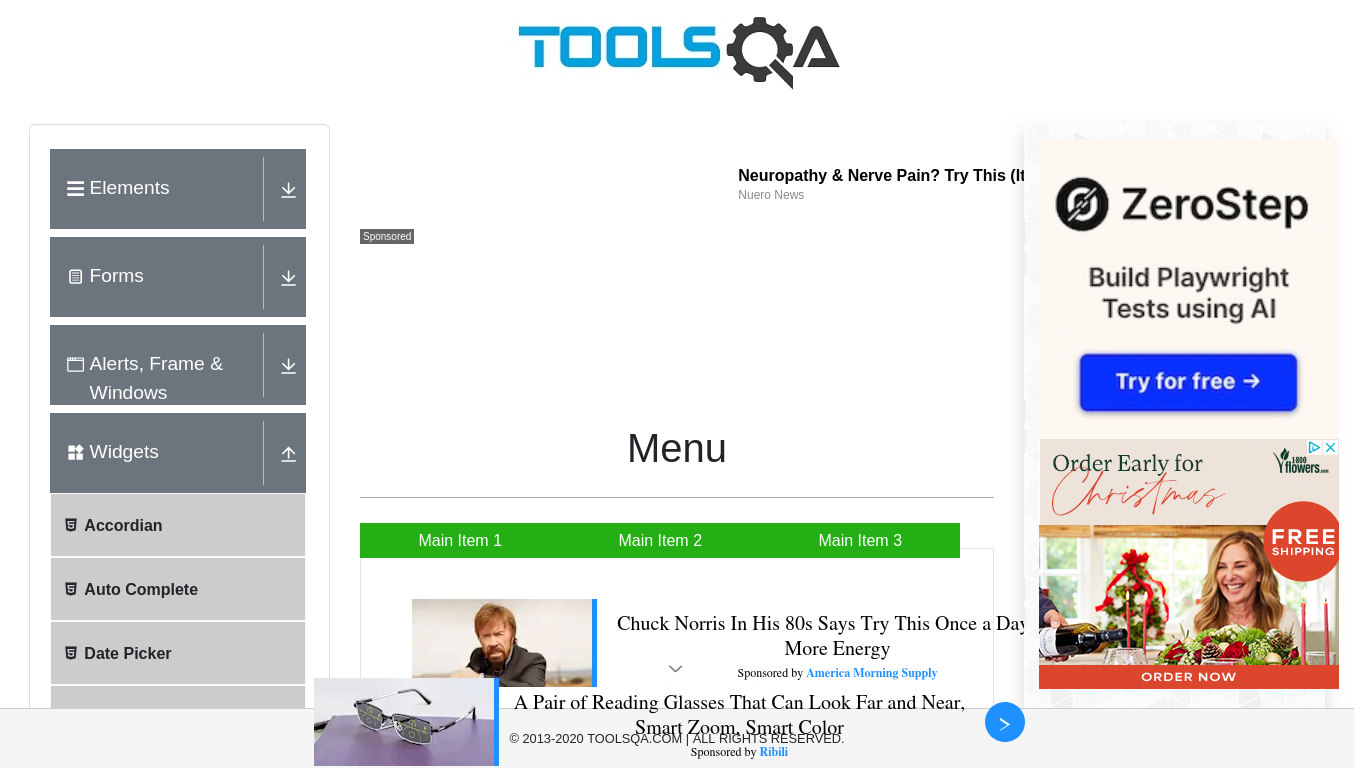 TOOLSQA
Elements
Forms
Alerts, Frame &
Windows
Widgets
Accordian
Auto Complete
Date Picker
Neuropathy & Nerve Pain? Try This (It
Nuero News
Sponsored
Menu
Main Item 1
Main Item 2
Main Item 3
Chuck Norris In His 80s Says Try This Once a Day
More Energy
Sponsored by America Morning Supply
A Pair of Reading Glasses That Can Look Far and Near,
Smart Zoom, Smart Color
© 2013-2020 TOOLSQA.COM | ALL RIGHTS RESERVED.
Sponsored by Ribili
ZeroStep
Build Playwright
Tests using AI
Try for free →
Order Early for
Christmas
1800
flowers.com
FREE
SHIPPING
ORDER NOW